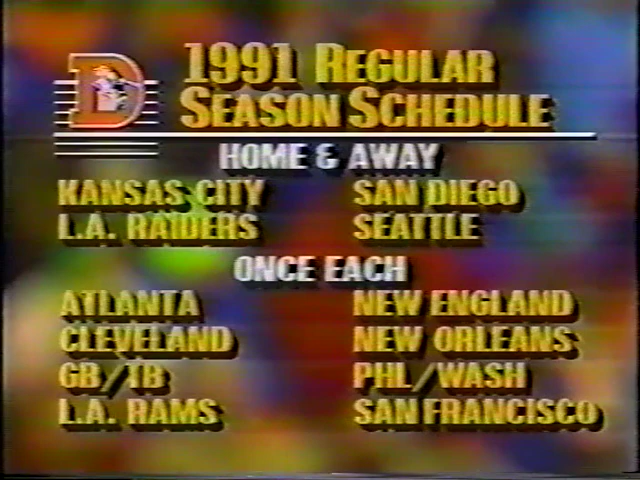 D
1991 REGULAR
SEASON SCHEDULE
HOME & AWAY
KANSAS CITY SAN DIEGO
L.A. RAIDERS SEATTLE
ONCE EACH
ATLANTA NEW ENGLAND
CLEVELAND NEW ORLEANS
GB/TB PHL/WASH
L.A. RAMS SAN FRANCISCO